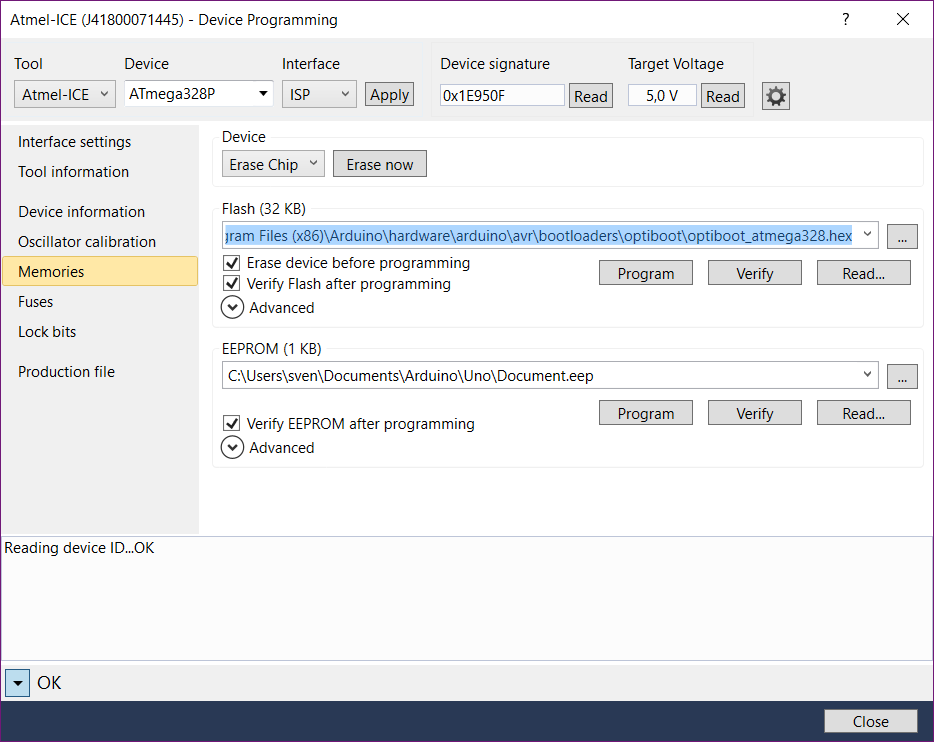 Atmel-ICE (J41800071445) - Device Programming ?
Tool Device Interface Device signature Target Voltage
Atmel-ICE ATmega328P ISP Apply 0x1E950F Read 5,0 V Read
Interface settings
Tool information
Device information
Oscillator calibration
Memories
Fuses
Lock bits
Production file
Device
Erase Chip Erase now
Flash (32 KB)
Files (x86)\Arduino\hardware\arduino\avr\bootloaders\optiboot\optiboot_atmega328.hex ...
Erase device before programming
Verify Flash after programming
Program Verify Read...
Advanced
EEPROM (1 KB)
C:\Users\sven\Documents\Arduino\Uno\Document.eep ...
Program Verify Read...
Verify EEPROM after programming
Advanced
Reading device ID...OK
OK
Close